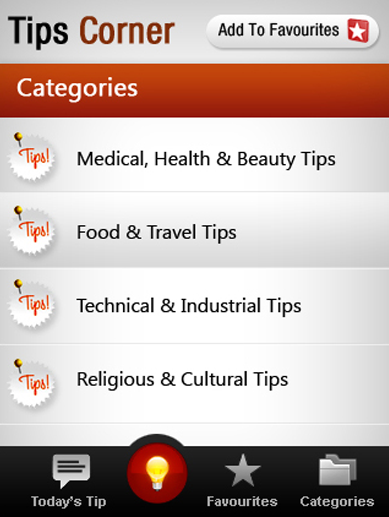 Tips Corner
Add To Favourites
Categories
Tips!
Medical, Health & Beauty Tips
Tips!
Food & Travel Tips
Tips!
Technical & Industrial Tips
Tips!
Religious & Cultural Tips
Today's Tip
Favourites
Categories